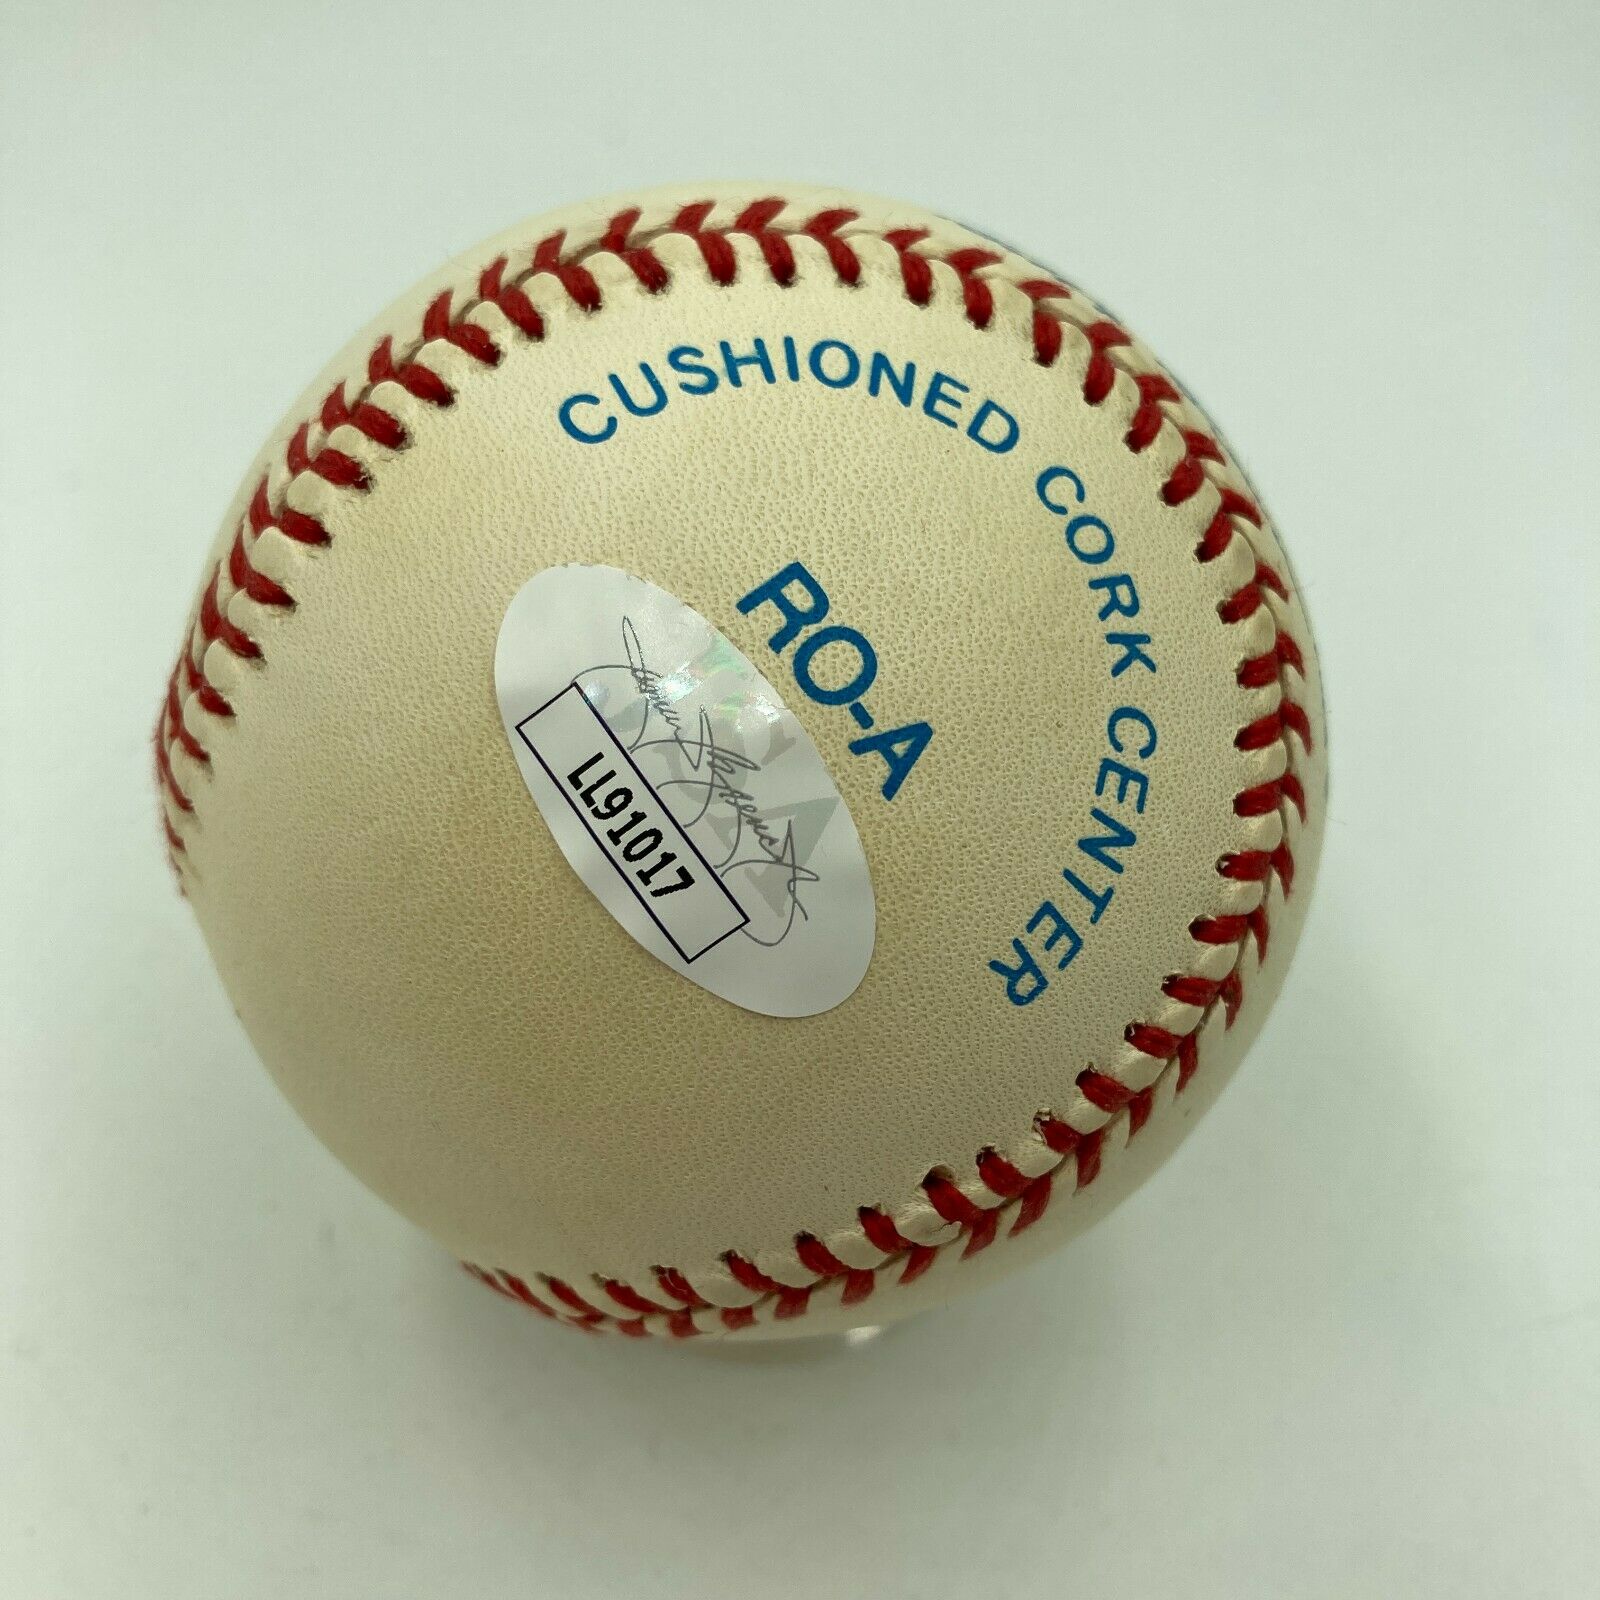 CUSHIONED CORK CENTER
RO-A
LL91017